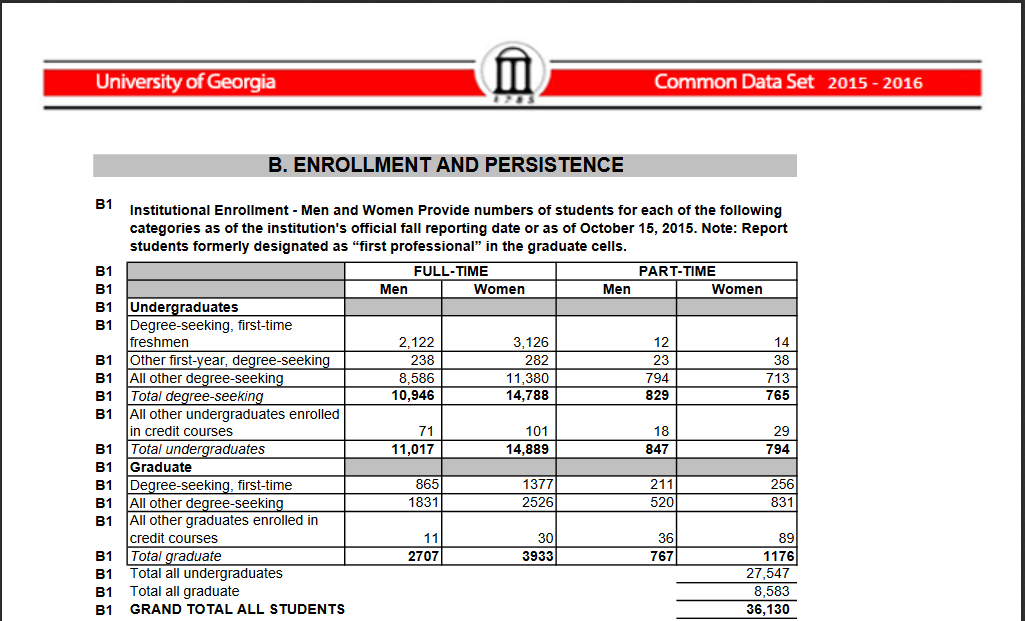 University of Georgia
1785
Common Data Set 2015 - 2016
B. ENROLLMENT AND PERSISTENCE
B1 Institutional Enrollment - Men and Women Provide numbers of students for each of the following
categories as of the institution's official fall reporting date or as of October 15, 2015. Note: Report
students formerly designated as “first professional” in the graduate cells.
B1 FULL-TIME PART-TIME
B1 Men Women Men Women
B1 Undergraduates
B1 Degree-seeking, first-time
freshmen 2,122 3,126 12 14
B1 Other first-year, degree-seeking 238 282 23 38
B1 All other degree-seeking 8,586 11,380 794 713
B1 Total degree-seeking 10,946 14,788 829 765
B1 All other undergraduates enrolled
in credit courses 71 101 18 29
B1 Total undergraduates 11,017 14,889 847 794
B1 Graduate
B1 Degree-seeking, first-time 865 1377 211 256
B1 All other degree-seeking 1831 2526 520 831
B1 All other graduates enrolled in
credit courses 11 30 36 89
B1 Total graduate 2707 3933 767 1176
B1 Total all undergraduates 27,547
B1 Total all graduate 8,583
B1 GRAND TOTAL ALL STUDENTS 36,130